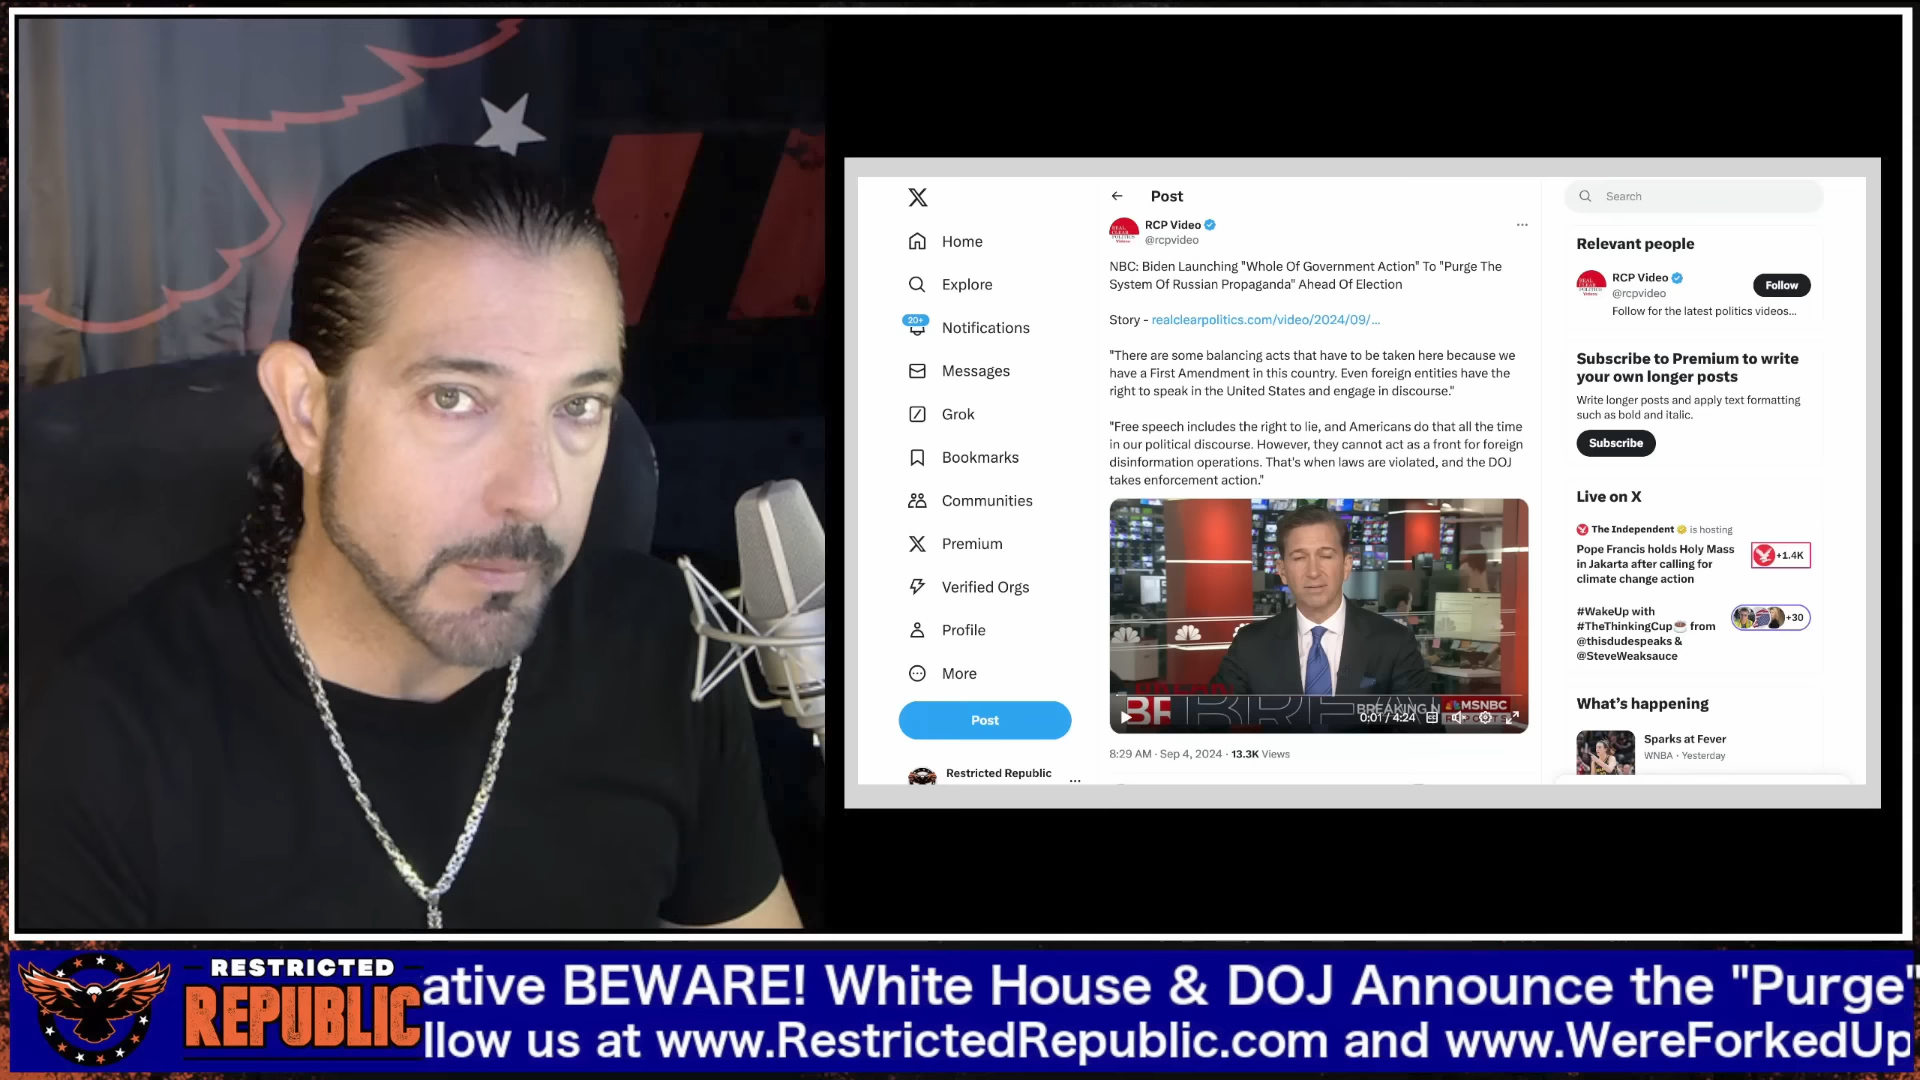 Home
Explore
20+
Notifications
Messages
Grok
Bookmarks
Communities
Premium
Verified Orgs
Profile
More
Post
Restricted Republic
Post
RCP Video
@rcpvideo
NBC: Biden Launching "Whole Of Government Action" To "Purge The
System Of Russian Propaganda" Ahead Of Election
Story - realclearpolitics.com/video/2024/09/...
"There are some balancing acts that have to be taken here because we
have a First Amendment in this country. Even foreign entities have the
right to speak in the United States and engage in discourse."
"Free speech includes the right to lie, and Americans do that all the time
in our political discourse. However, they cannot act as a front for foreign
disinformation operations. That's when laws are violated, and the DOJ
takes enforcement action."
BREAKING N
MSNBC
0:01 / 4:24
8:29 AM · Sep 4, 2024 · 13.3K Views
Search
Relevant people
RCP Video
@rcpvideo
Follow
Follow for the latest politics videos...
Subscribe to Premium to write
your own longer posts
Write longer posts and apply text formatting
such as bold and italic.
Subscribe
Live on X
The Independent is hosting
Pope Francis holds Holy Mass
in Jakarta after calling for
climate change action
+1.4K
#WakeUp with
#TheThinkingCup☕ from
@thisdudespeaks &
@SteveWeaksauce
+30
What's happening
Sparks at Fever
WNBA · Yesterday
RESTRICTED
REPUBLIC
ative BEWARE! White House & DOJ Announce the "Purge"
llow us at www.RestrictedRepublic.com and www.WereForkedUp